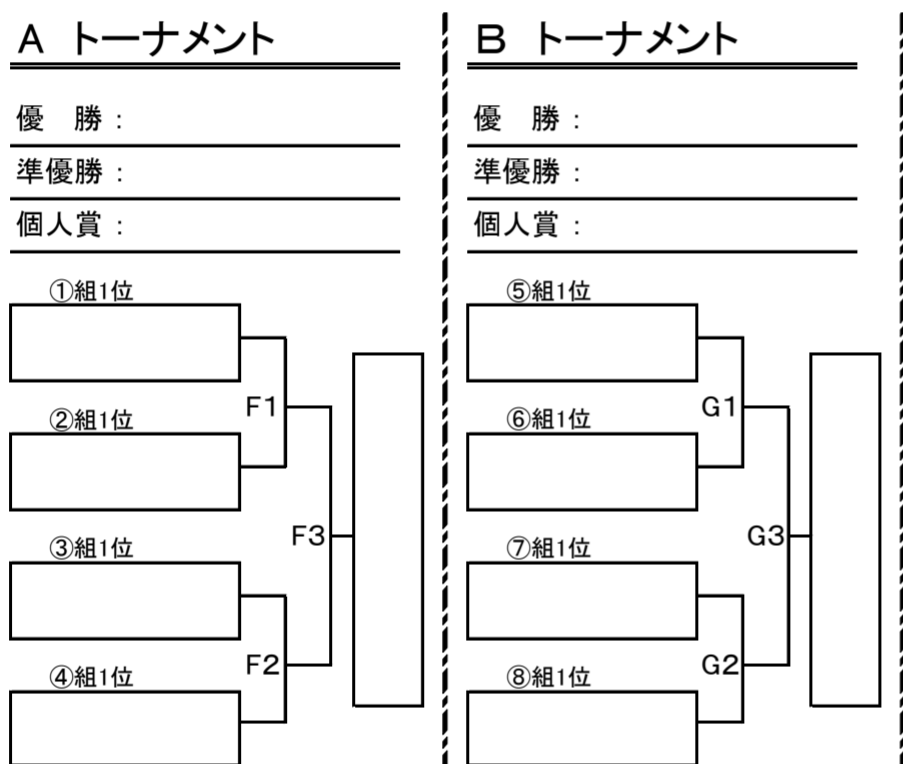 A トーナメント
優 勝：
準優勝：
個人賞：
①組1位
F1
②組1位
F3
③組1位
F2
④組1位
B トーナメント
優 勝：
準優勝：
個人賞：
⑤組1位
G1
⑥組1位
G3
⑦組1位
G2
⑧組1位